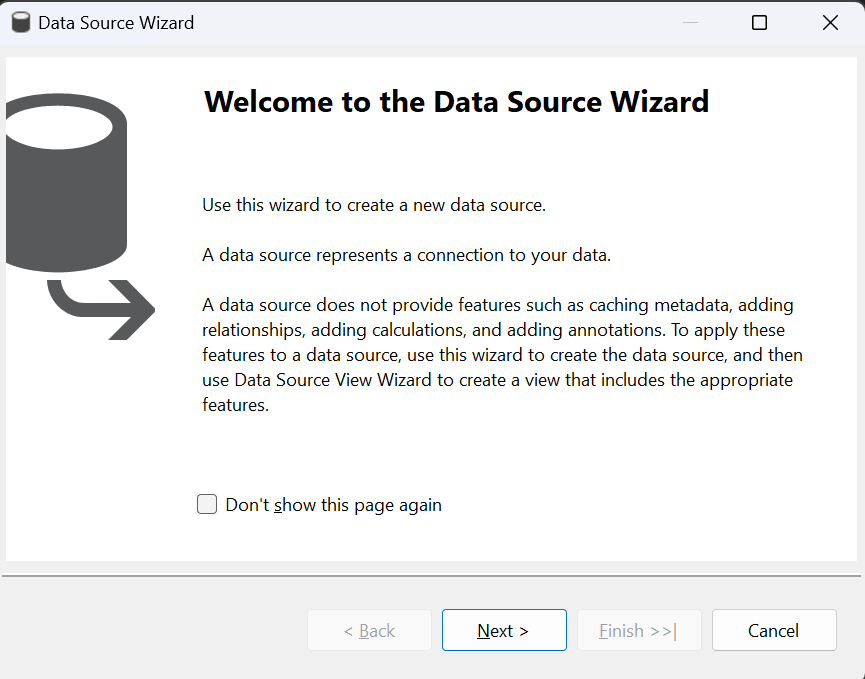 Data Source Wizard
Welcome to the Data Source Wizard
Use this wizard to create a new data source.
A data source represents a connection to your data.
A data source does not provide features such as caching metadata, adding
relationships, adding calculations, and adding annotations. To apply these
features to a data source, use this wizard to create the data source, and then
use Data Source View Wizard to create a view that includes the appropriate
features.
Don't show this page again
< Back
Next >
Finish >>|
Cancel